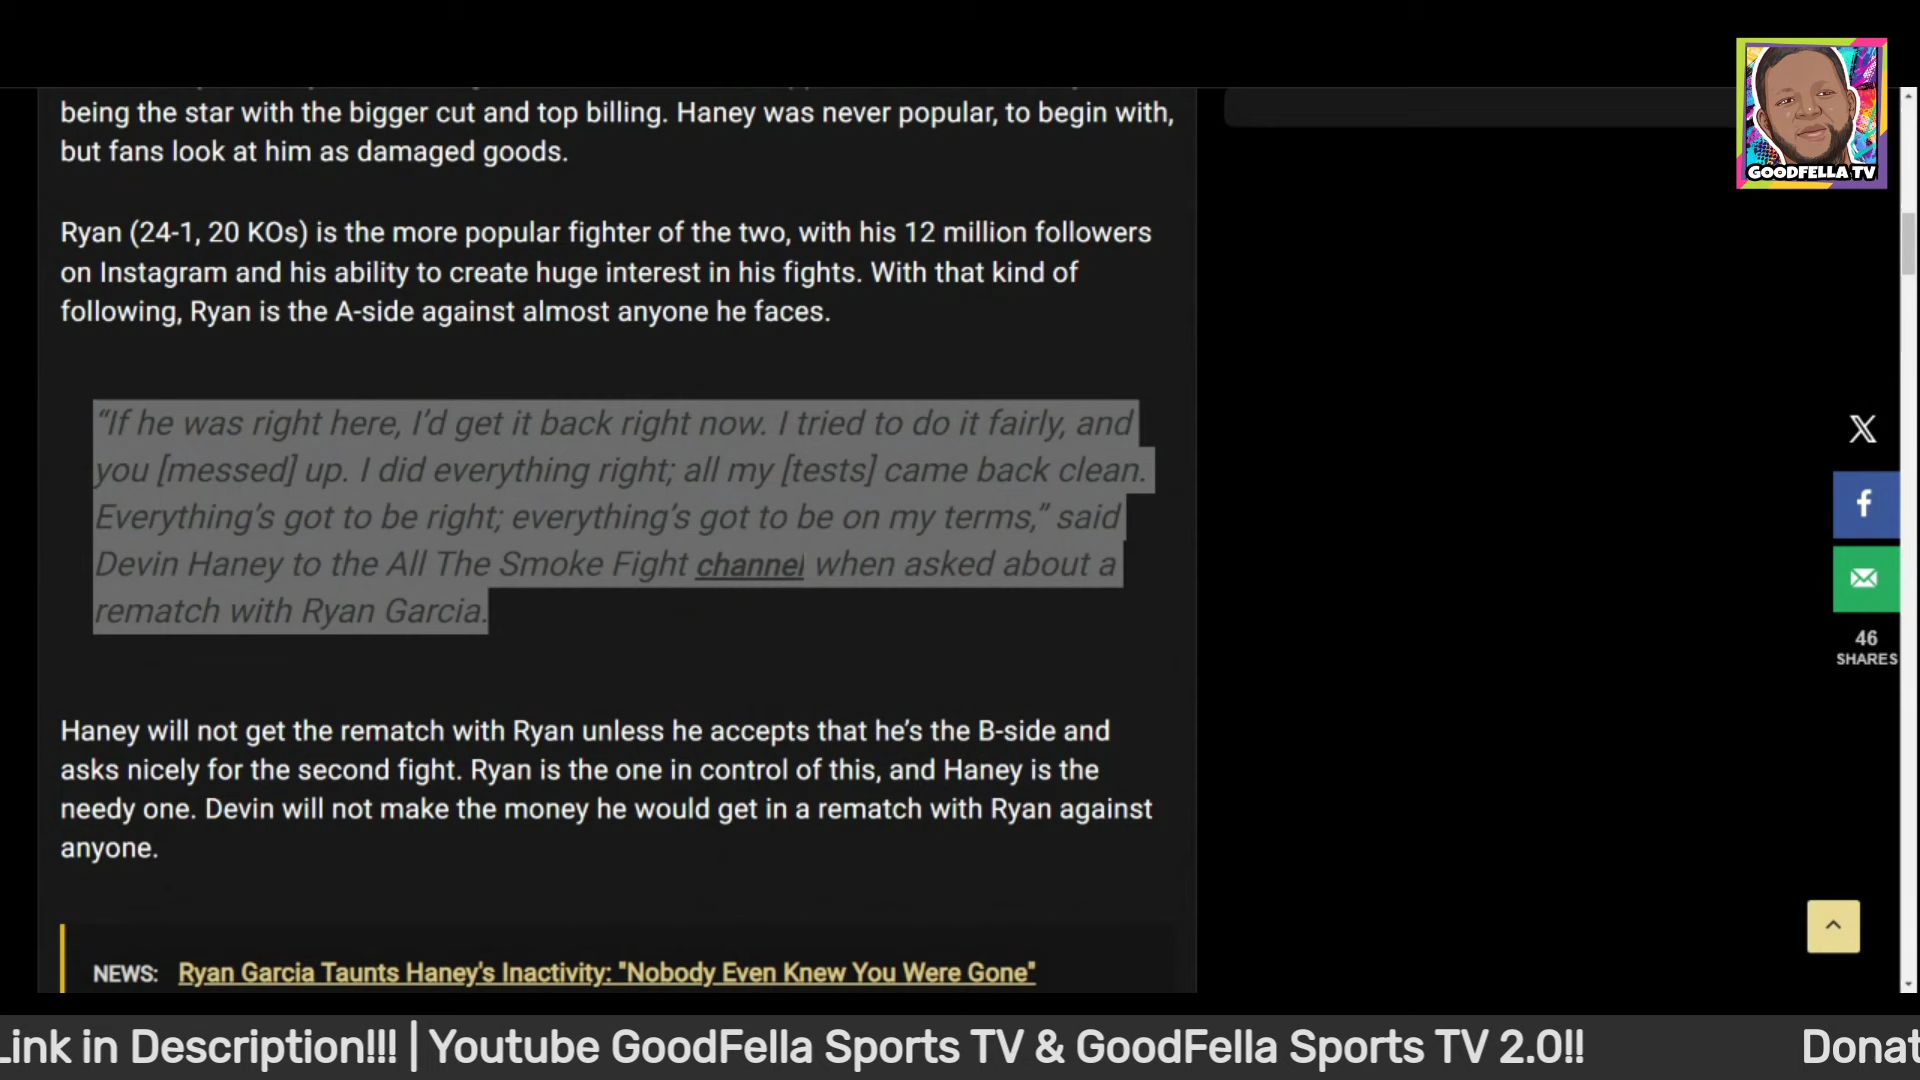 being the star with the bigger cut and top billing. Haney was never popular, to begin with,
but fans look at him as damaged goods.
Ryan (24-1, 20 KOs) is the more popular fighter of the two, with his 12 million followers
on Instagram and his ability to create huge interest in his fights. With that kind of
following, Ryan is the A-side against almost anyone he faces.
“If he was right here, I’d get it back right now. I tried to do it fairly, and
you [messed] up. I did everything right; all my [tests] came back clean.
Everything’s got to be right; everything’s got to be on my terms,” said
Devin Haney to the All The Smoke Fight channel when asked about a
rematch with Ryan Garcia.
Haney will not get the rematch with Ryan unless he accepts that he’s the B-side and
asks nicely for the second fight. Ryan is the one in control of this, and Haney is the
needy one. Devin will not make the money he would get in a rematch with Ryan against
anyone.
NEWS: Ryan Garcia Taunts Haney's Inactivity: "Nobody Even Knew You Were Gone"
GOODFELLA TV
46
SHARES
Link in Description!!! | Youtube GoodFella Sports TV & GoodFella Sports TV 2.0!! Donat